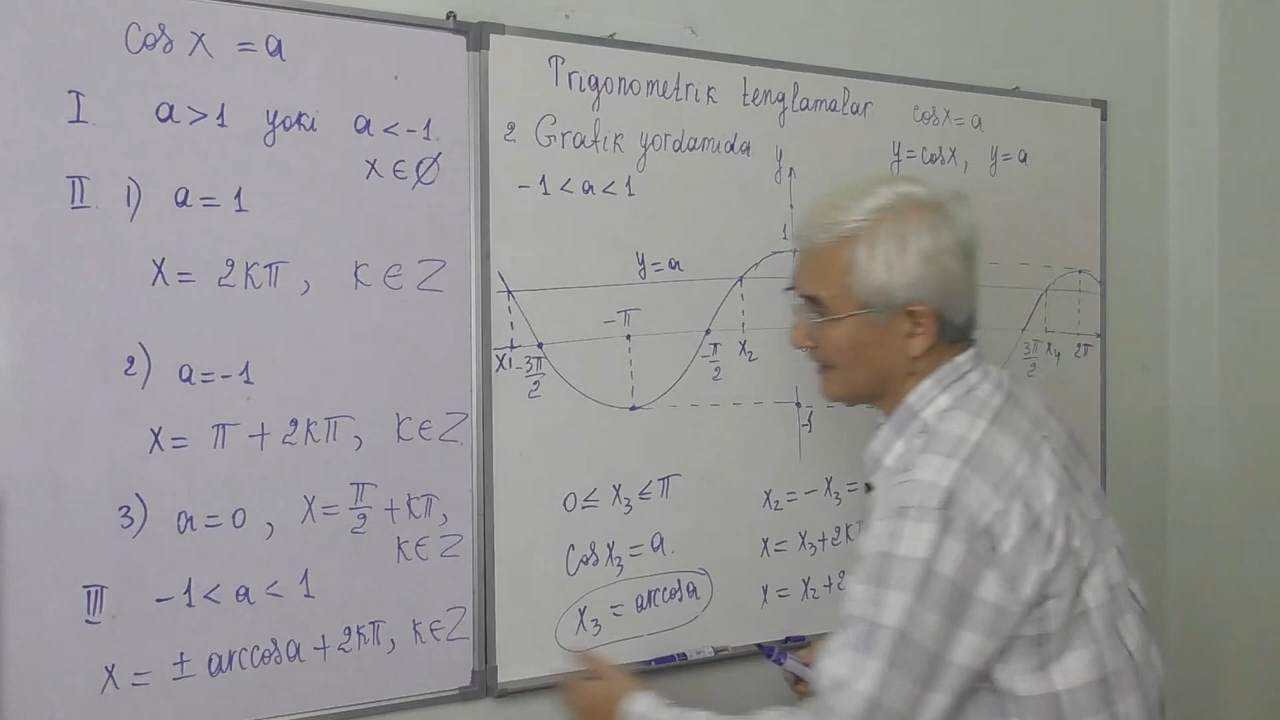 cos x = a
I. a > 1 yoki a < -1.
x ∈ ∅
II. 1) a = 1
x = 2kπ, k ∈ Z
2) a = -1
x = π + 2kπ, k ∈ Z
3) a = 0, x = π/2 + kπ,
k ∈ Z
III. -1 < a < 1
x = ± arccos a + 2kπ, k ∈ Z
Trigonometrik tenglamalar
cos x = a
2 Grafik yordamida
y = cos x, y = a
-1 < a < 1
y
1
y = a
-π
x1 -3π/2
-π/2 x₂
3π/2 x₄ 2π
-1
0 ≤ x₃ ≤ π
x₂ = -x₃ =
cos x₃ = a.
x = x₃ + 2kπ
x₃ = arccos a
x = x₂ + 2